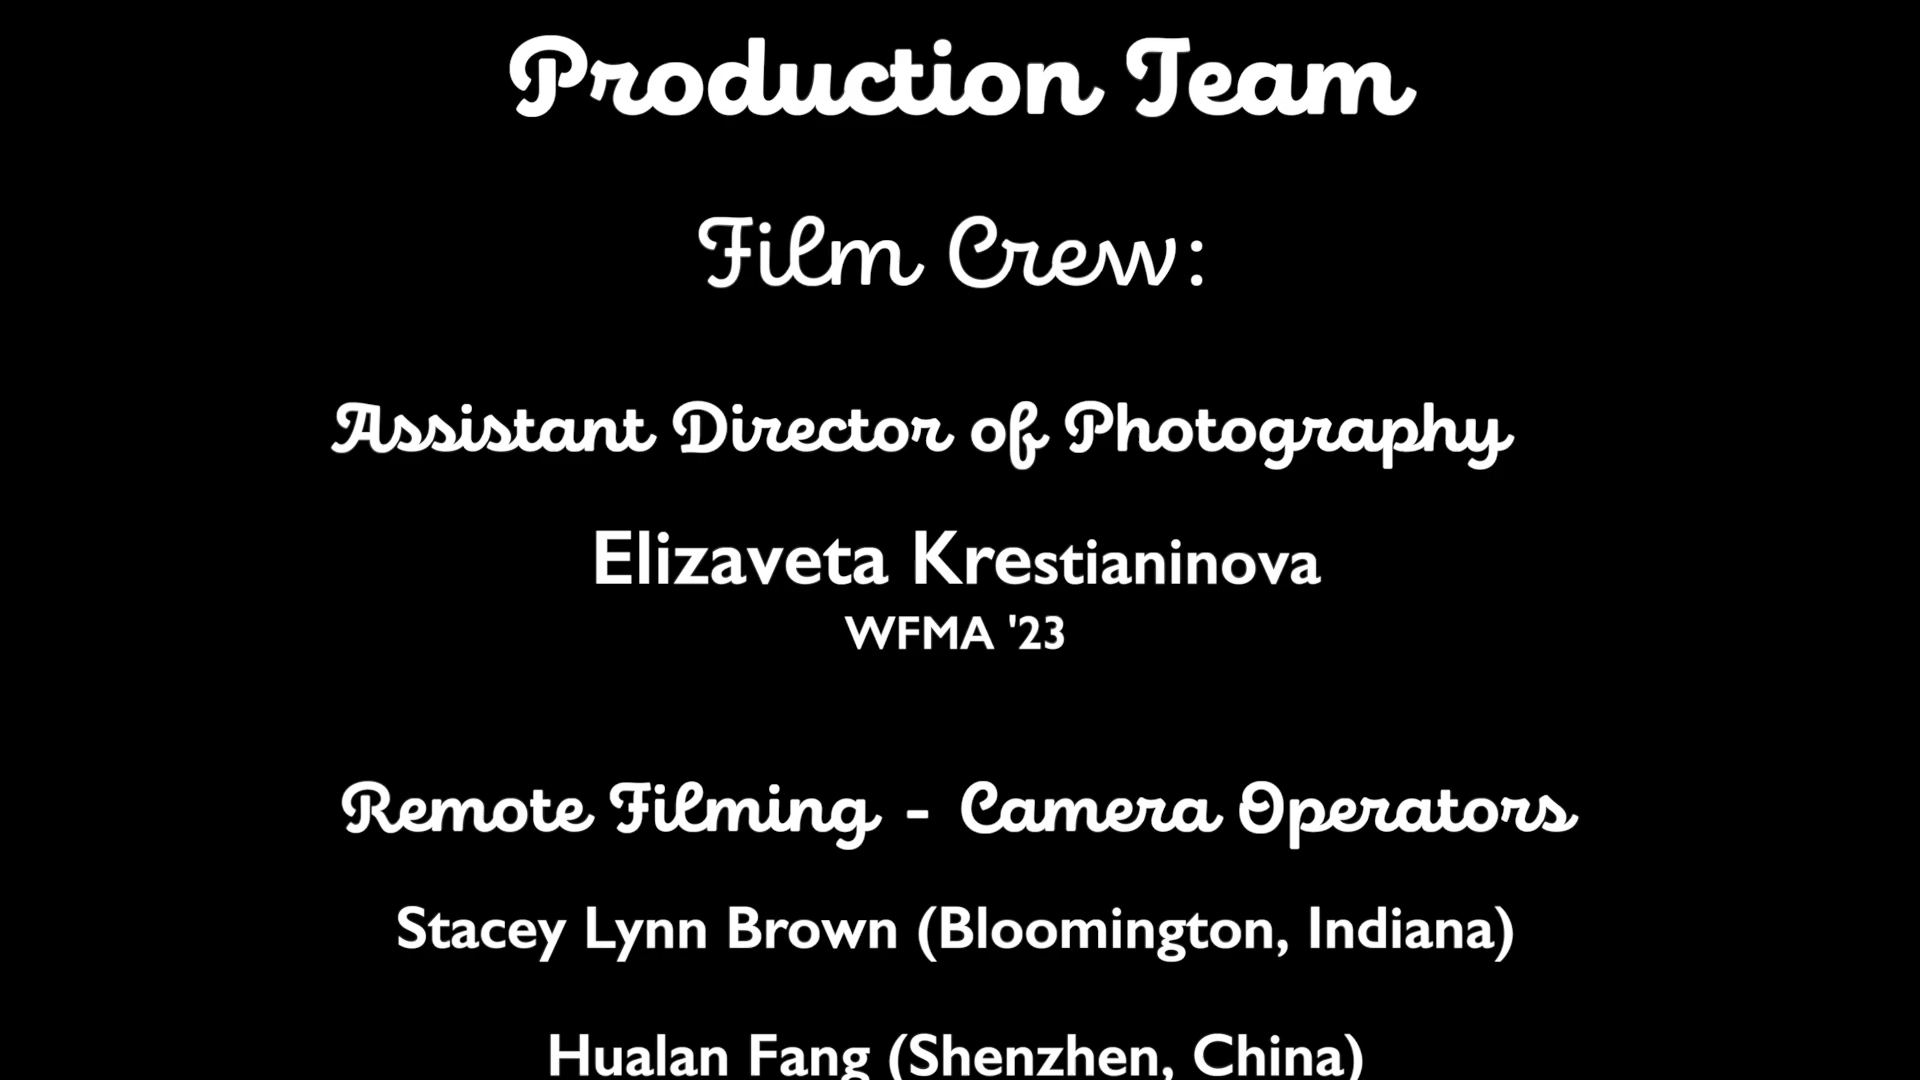 Production Team
Film Crew:
Assistant Director of Photography
Elizaveta Krestianinova
WFMA '23
Remote Filming - Camera Operators
Stacey Lynn Brown (Bloomington, Indiana)
Hualan Fang (Shenzhen, China)